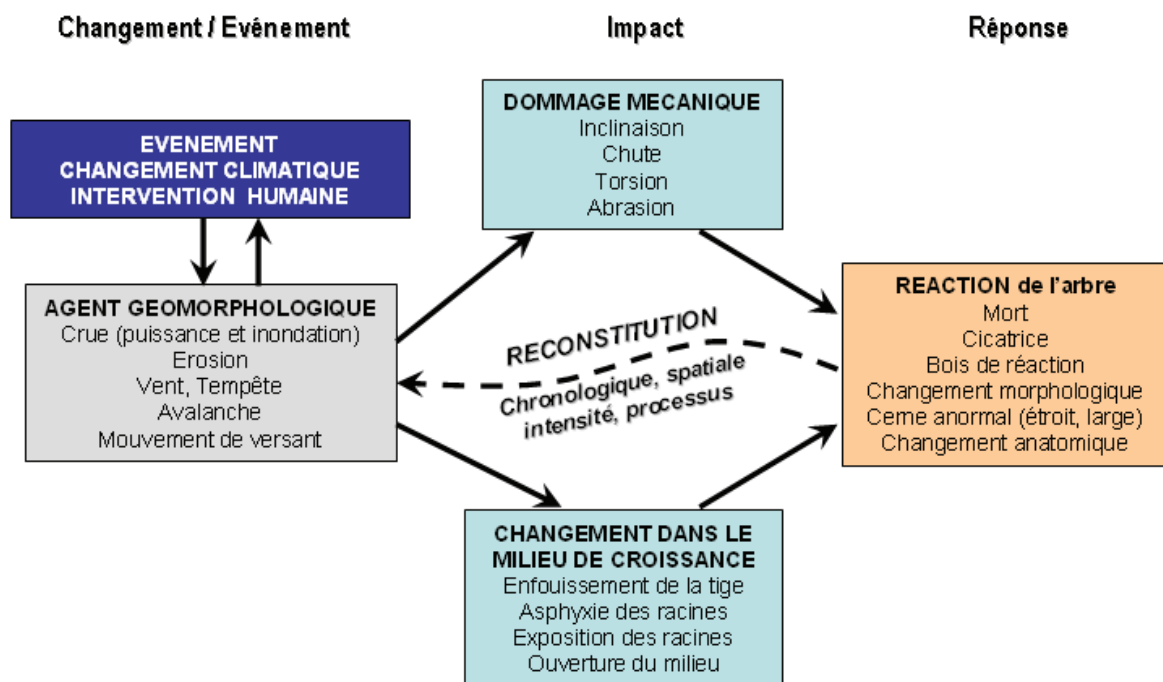 Changement / Evénement
Impact
Réponse
EVENEMENT
CHANGEMENT CLIMATIQUE
INTERVENTION HUMAINE
DOMMAGE MECANIQUE
Inclinaison
Chute
Torsion
Abrasion
AGENT GEOMORPHOLOGIQUE
Crue (puissance et inondation)
Erosion
Vent, Tempête
Avalanche
Mouvement de versant
RECONSTITUTION
Chronologique, spatiale
intensité, processus
REACTION de l'arbre
Mort
Cicatrice
Bois de réaction
Changement morphologique
Cerne anormal (étroit, large)
Changement anatomique
CHANGEMENT DANS LE
MILIEU DE CROISSANCE
Enfouissement de la tige
Asphyxie des racines
Exposition des racines
Ouverture du milieu